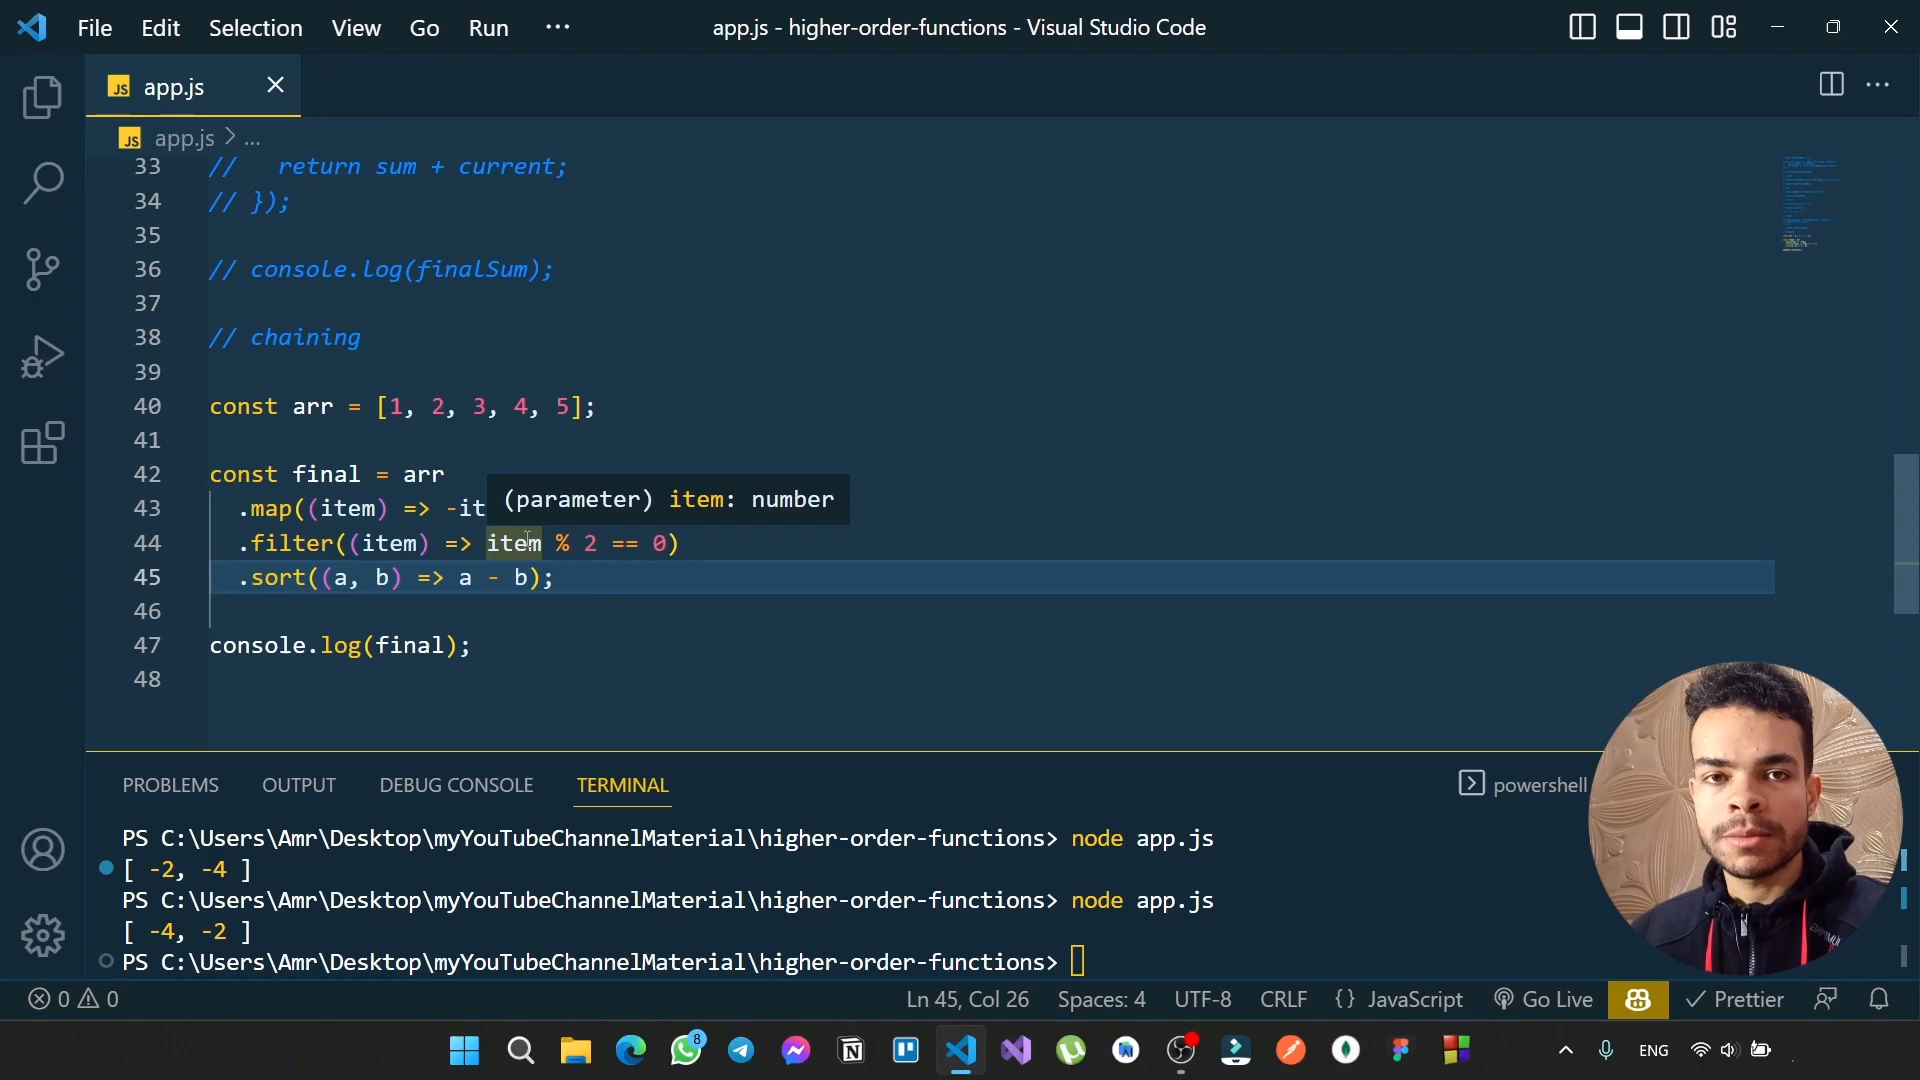 File Edit Selection View Go Run ···
app.js - higher-order-functions - Visual Studio Code
JS app.js
JS app.js > ...
33 //   return sum + current;
34 // });
35
36 // console.log(finalSum);
37
38 // chaining
39
40 const arr = [1, 2, 3, 4, 5];
41
42 const final = arr
(parameter) item: number
43 .map((item) => -it
44 .filter((item) => item % 2 == 0)
45 .sort((a, b) => a - b);
46
47 console.log(final);
48
PROBLEMS OUTPUT DEBUG CONSOLE TERMINAL powershell
PS C:\Users\Amr\Desktop\myYouTubeChannelMaterial\higher-order-functions> node app.js
[ -2, -4 ]
PS C:\Users\Amr\Desktop\myYouTubeChannelMaterial\higher-order-functions> node app.js
[ -4, -2 ]
PS C:\Users\Amr\Desktop\myYouTubeChannelMaterial\higher-order-functions>
0 0 Ln 45, Col 26 Spaces: 4 UTF-8 CRLF {} JavaScript Go Live Prettier
8 ENG